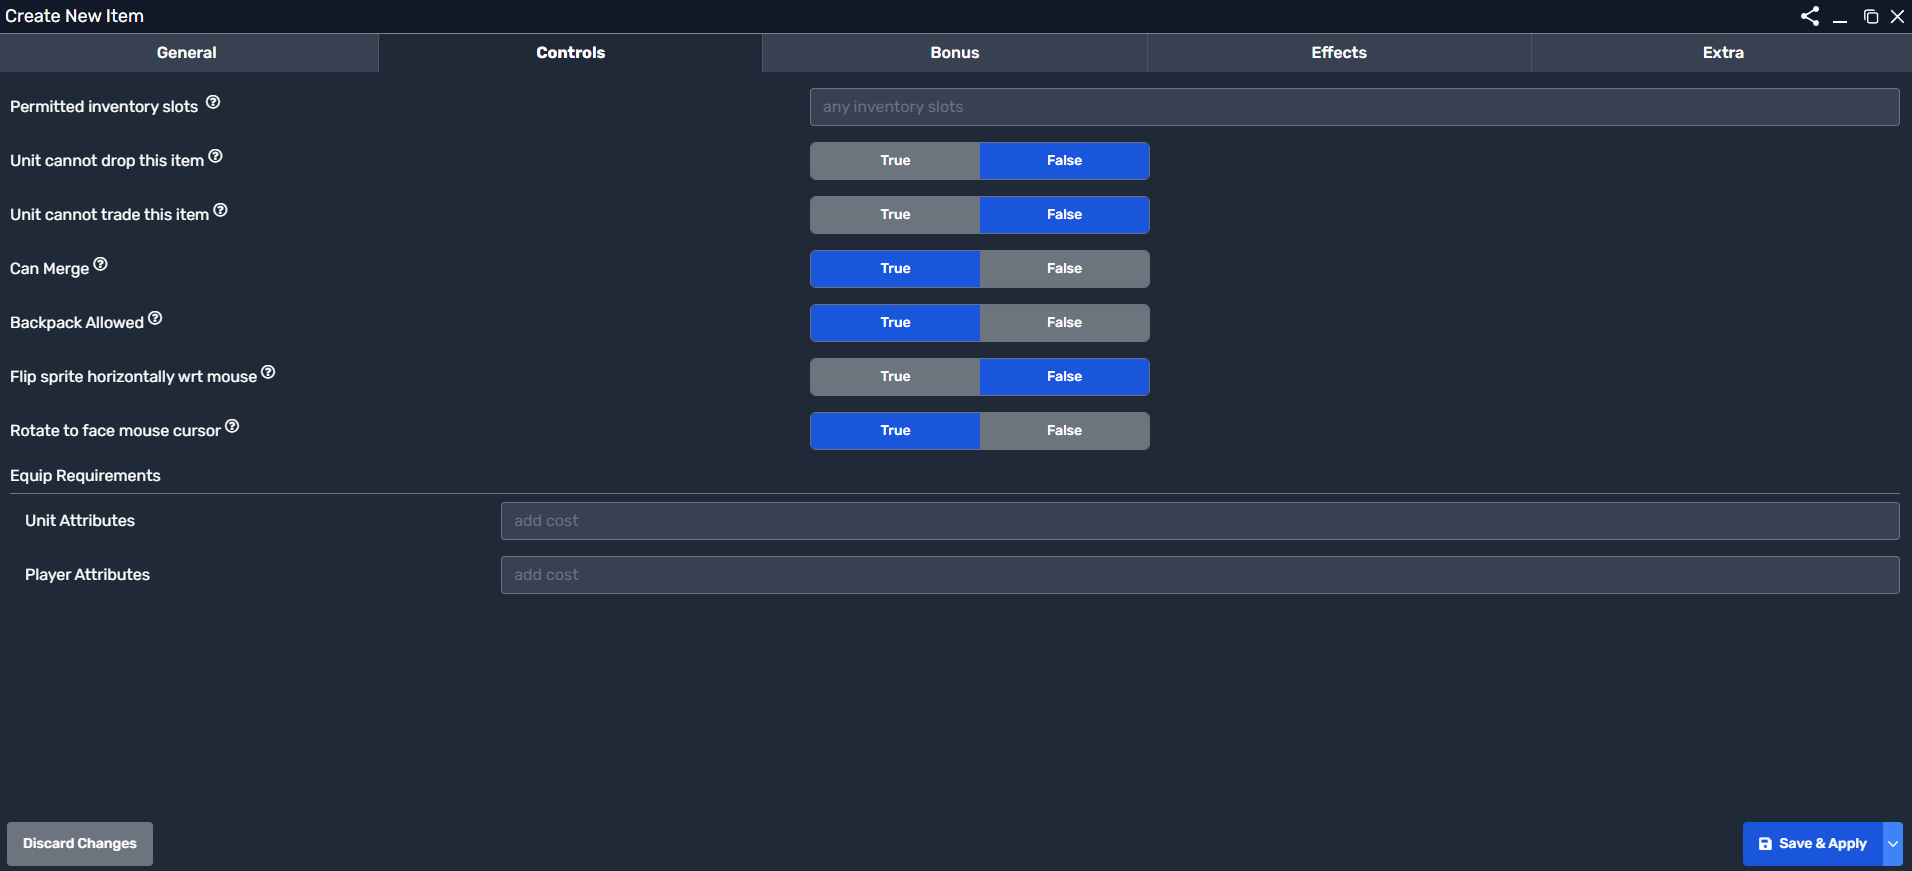 Create New Item
General Controls Bonus Effects Extra
Permitted inventory slots any inventory slots
Unit cannot drop this item True False
Unit cannot trade this item True False
Can Merge True False
Backpack Allowed True False
Flip sprite horizontally wrt mouse True False
Rotate to face mouse cursor True False
Equip Requirements
Unit Attributes add cost
Player Attributes add cost
Discard Changes Save & Apply